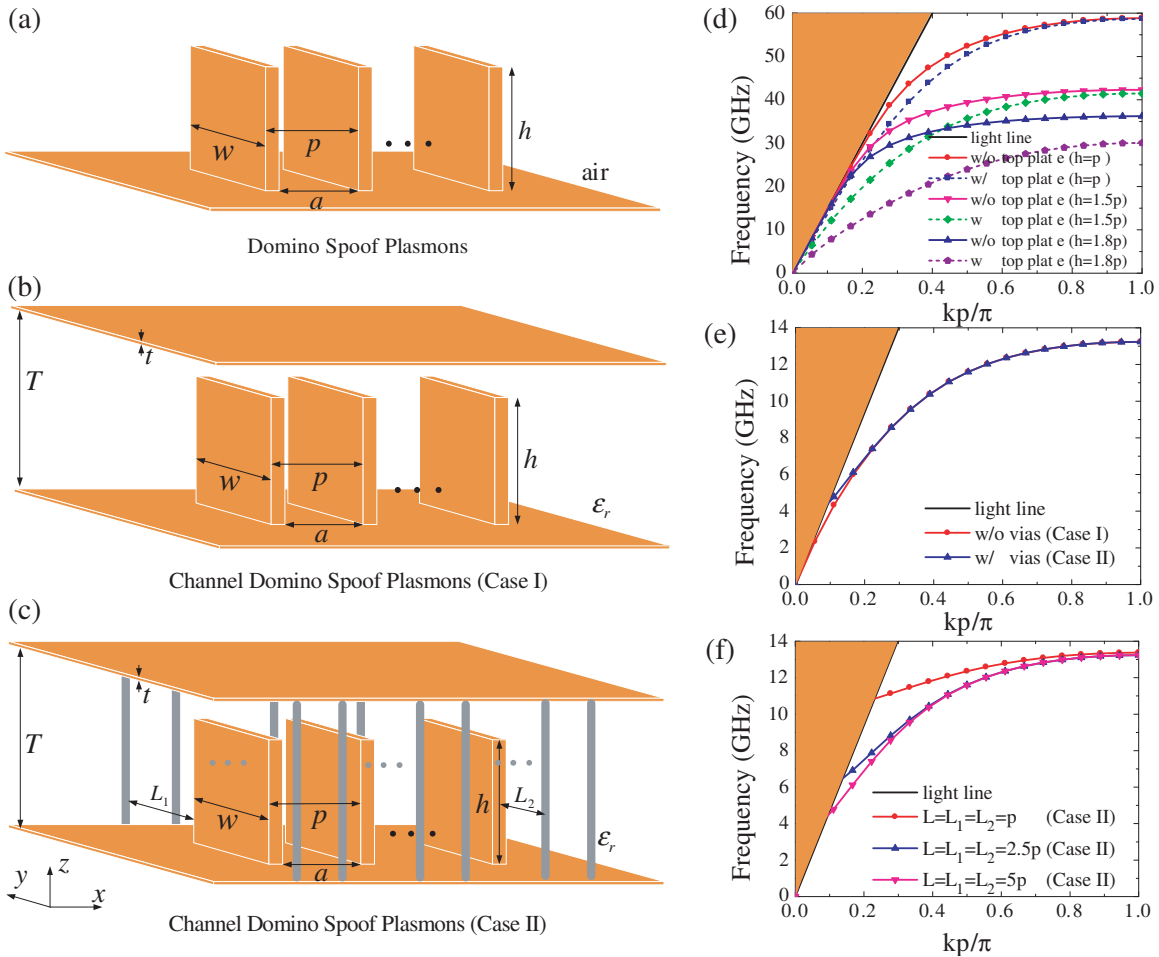 (a)
w
p
h
a
air
Domino Spoof Plasmons
(b)
t
T
w
p
h
a
εr
Channel Domino Spoof Plasmons (Case I)
(c)
t
T
L1
w
p
h
L2
a
εr
z
y
x
Channel Domino Spoof Plasmons (Case II)
(d)
Frequency (GHz)
60
50
40
30
20
10
0
light line
w/o top plat e (h=p )
w/ top plat e (h=p )
w/o top plat e (h=1.5p)
w top plat e (h=1.5p)
w/o top plat e (h=1.8p)
w top plat e (h=1.8p)
0.0 0.2 0.4 0.6 0.8 1.0
kp/π
(e)
Frequency (GHz)
14
12
10
8
6
4
2
0
light line
w/o vias (Case I)
w/ vias (Case II)
0.0 0.2 0.4 0.6 0.8 1.0
kp/π
(f)
Frequency (GHz)
14
12
10
8
6
4
2
0
light line
L=L1=L2=p (Case II)
L=L1=L2=2.5p (Case II)
L=L1=L2=5p (Case II)
0.0 0.2 0.4 0.6 0.8 1.0
kp/π